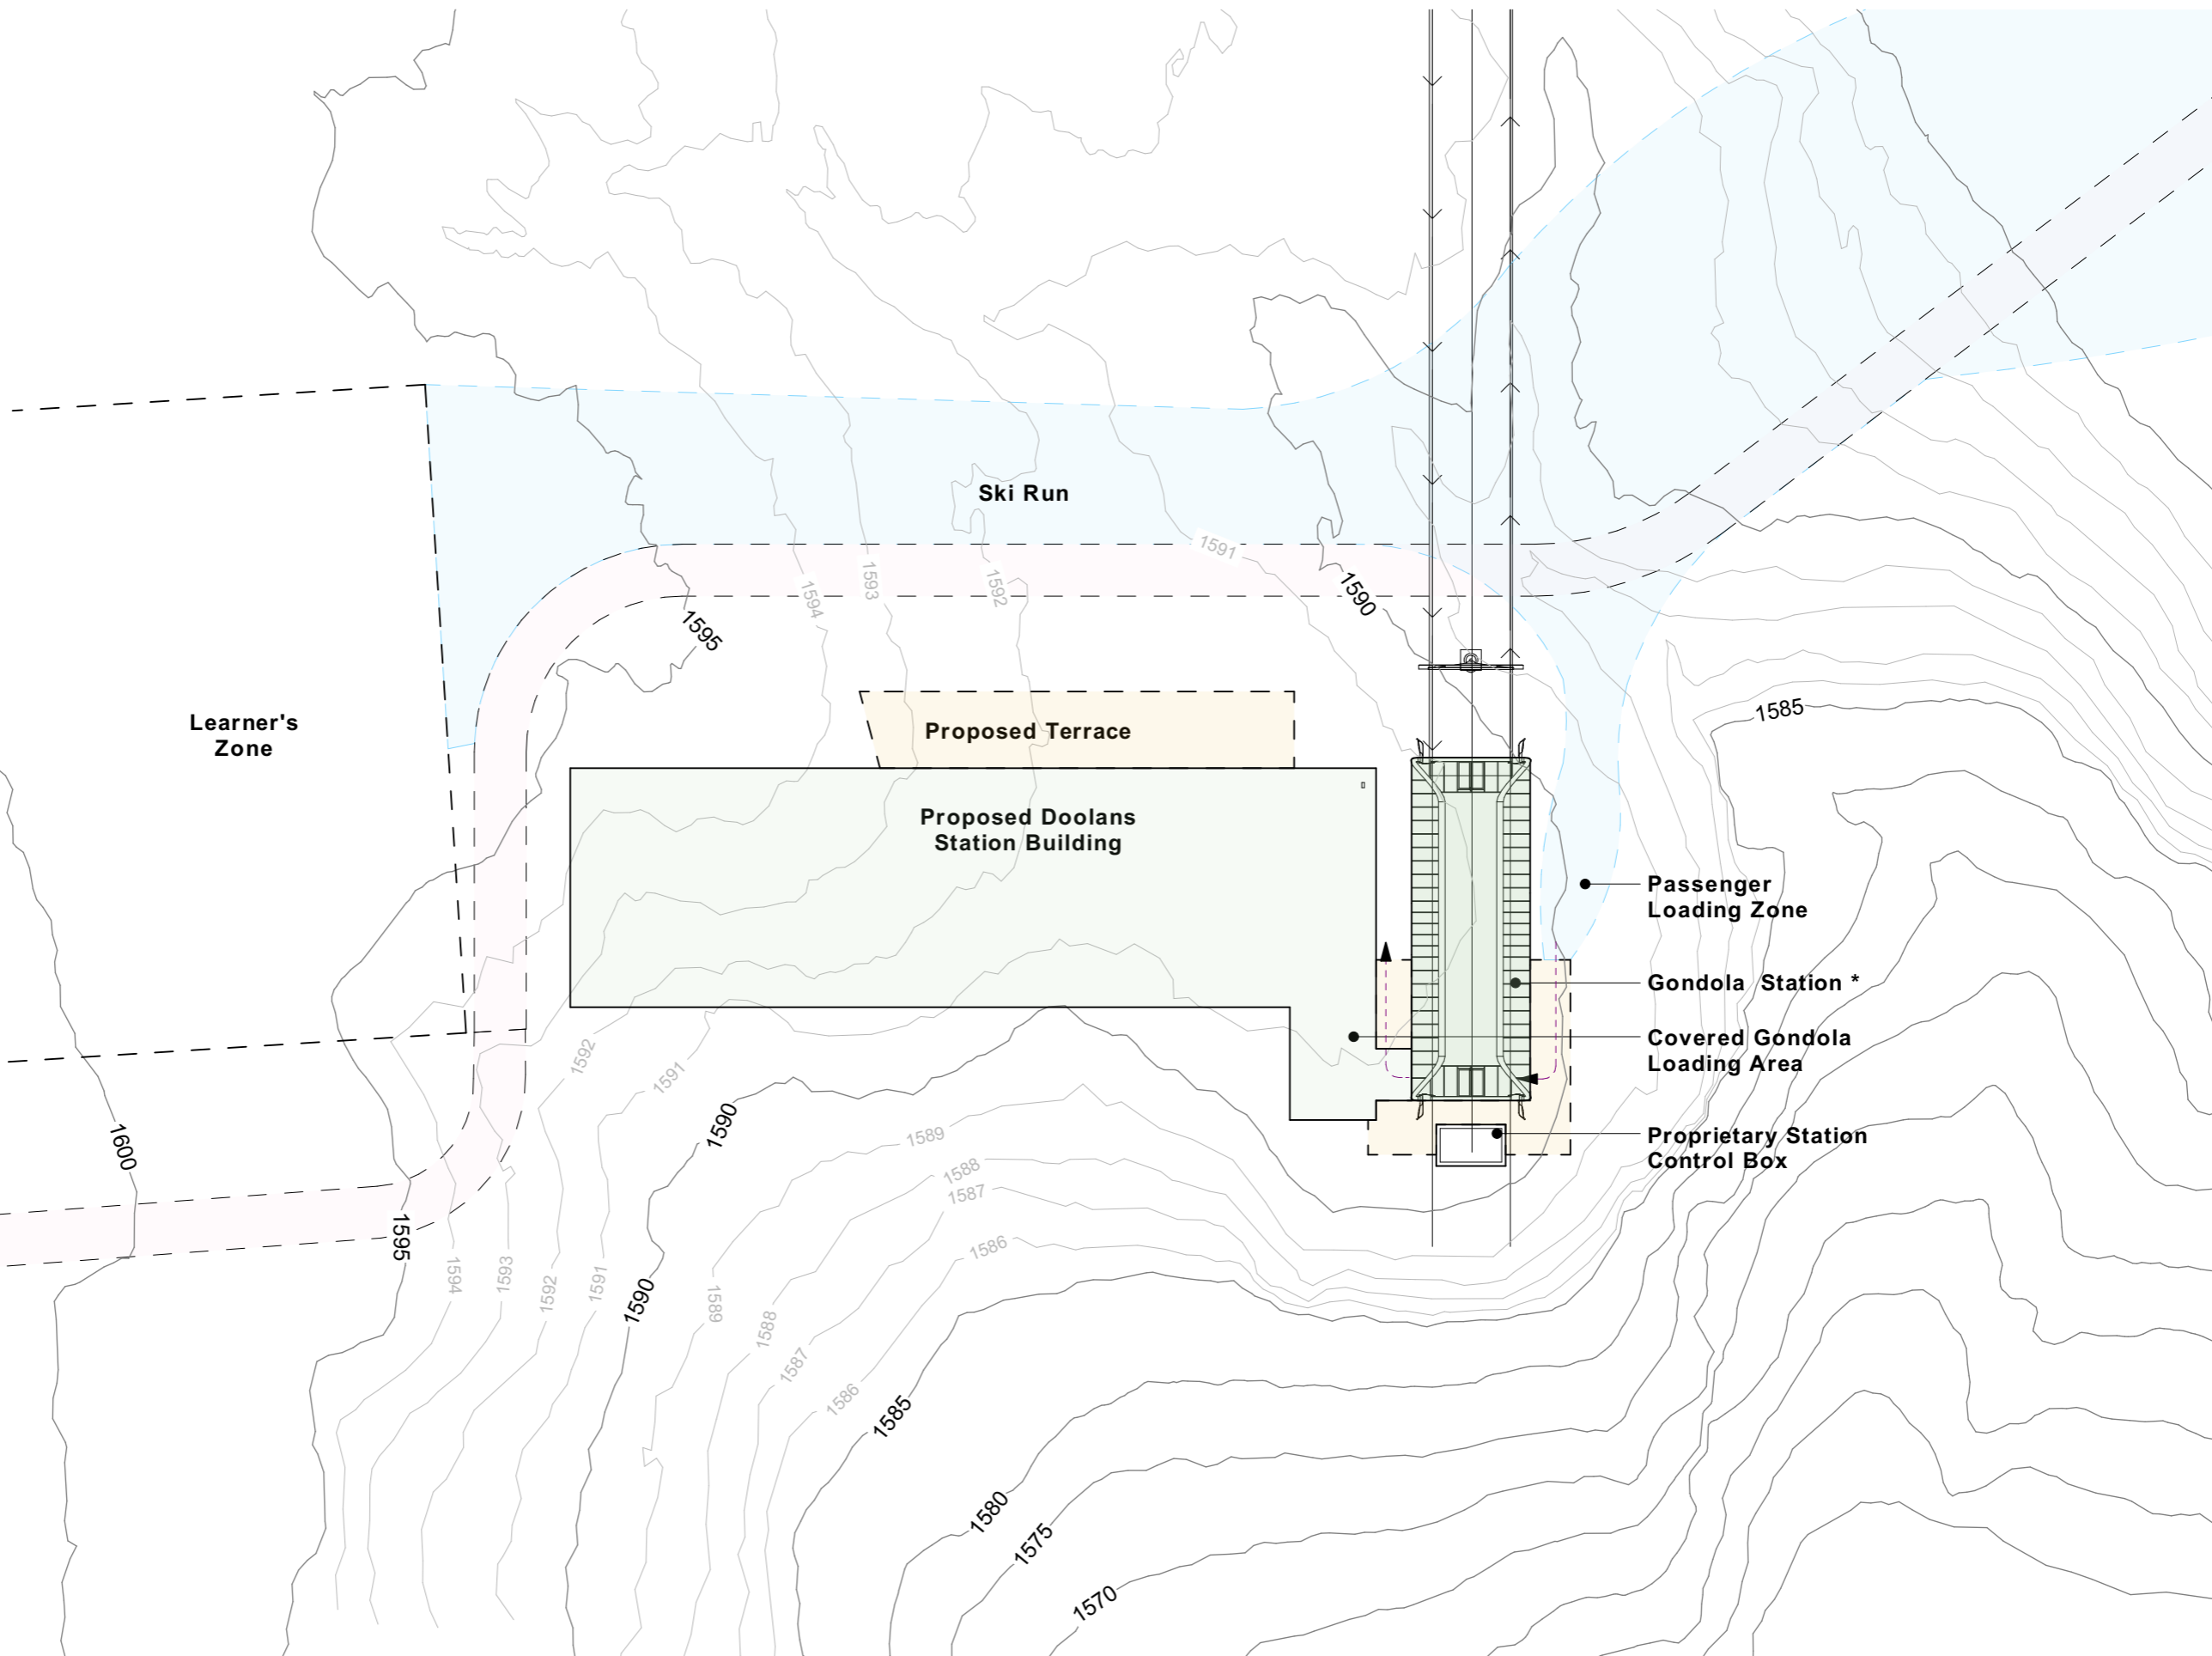 Ski Run
1591
1590
1593
1592
1594
1595
Learner's
Zone
Proposed Terrace
1585
Proposed Doolans
Station Building
Passenger
Loading Zone
Gondola Station *
Covered Gondola
Loading Area
1592
1591
1590
1589
1600
Proprietary Station
Control Box
1588
1587
1595
1586
1594
1593
1592
1591
1590
1589
1588
1587
1586
1585
1580
1575
1570